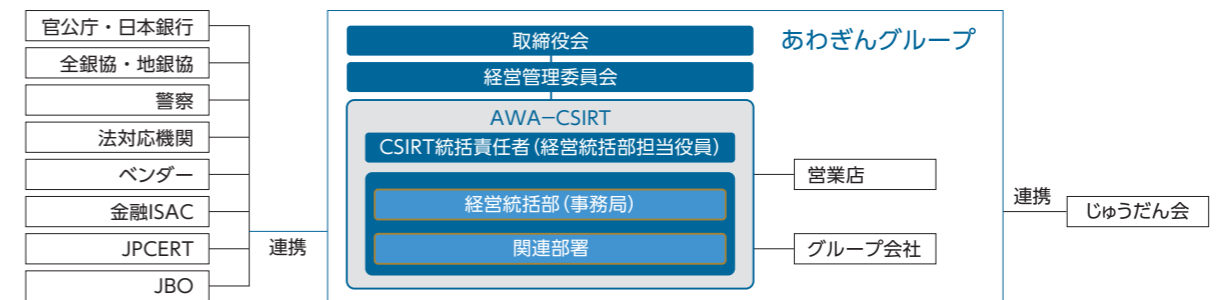 官公庁・日本銀行
全銀協・地銀協
警察
法対応機関
ベンダー
金融ISAC
JPCERT
JBO
連携
あわぎんグループ
取締役会
経営管理委員会
AWA−CSIRT
CSIRT統括責任者（経営統括部担当役員）
経営統括部（事務局）
関連部署
営業店
グループ会社
連携
じゅうだん会